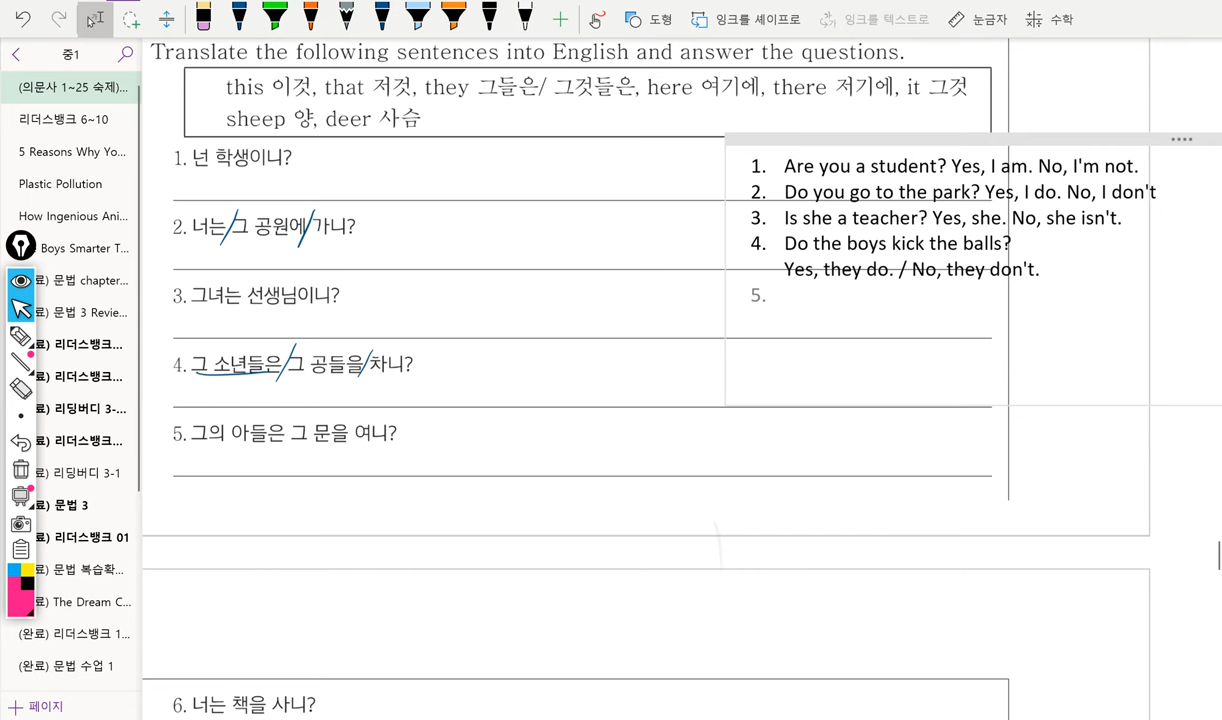 도형
잉크를 셰이프로
잉크를 텍스트로
눈금자
수학
중1
(의문사 1~25 숙제)...
리더스뱅크 6~10
5 Reasons Why Yo...
Plastic Pollution
How Ingenious Ani...
Boys Smarter T...
료) 문법 chapter...
료) 문법 3 Revie...
료) 리더스뱅크...
료) 리더스뱅크...
료) 리딩버디 3-...
료) 리더스뱅크...
료) 리딩버디 3-1
료) 문법 3
료) 리더스뱅크 01
료) 문법 복습확...
료) The Dream C...
(완료) 리더스뱅크 1...
(완료) 문법 수업 1
페이지
Translate the following sentences into English and answer the questions.
this 이것, that 저것, they 그들은/ 그것들은, here 여기에, there 저기에, it 그것
sheep 양, deer 사슴
1. 넌 학생이니?
2. 너는 그 공원에 가니?
3. 그녀는 선생님이니?
4. 그 소년들은 그 공들을 차니?
5. 그의 아들은 그 문을 여니?
6. 너는 책을 사니?
1. Are you a student? Yes, I am. No, I'm not.
2. Do you go to the park? Yes, I do. No, I don't
3. Is she a teacher? Yes, she. No, she isn't.
4. Do the boys kick the balls?
Yes, they do. / No, they don't.
5.